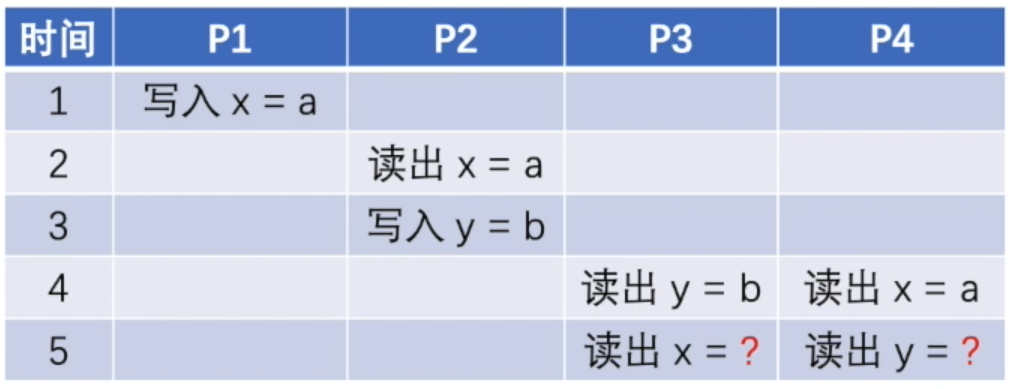 时间 P1 P2 P3 P4
1 写入 x = a
2 读出 x = a
3 写入 y = b
4 读出 y = b 读出 x = a
5 读出 x = ? 读出 y = ?